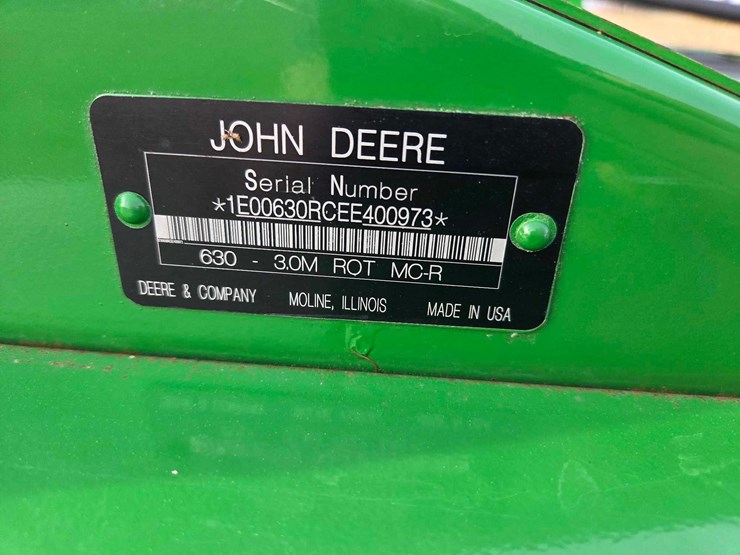 JOHN DEERE
Serial Number
*1E00630RCEE400973*
630 - 3.0M ROT MC-R
DEERE & COMPANY MOLINE, ILLINOIS MADE IN USA